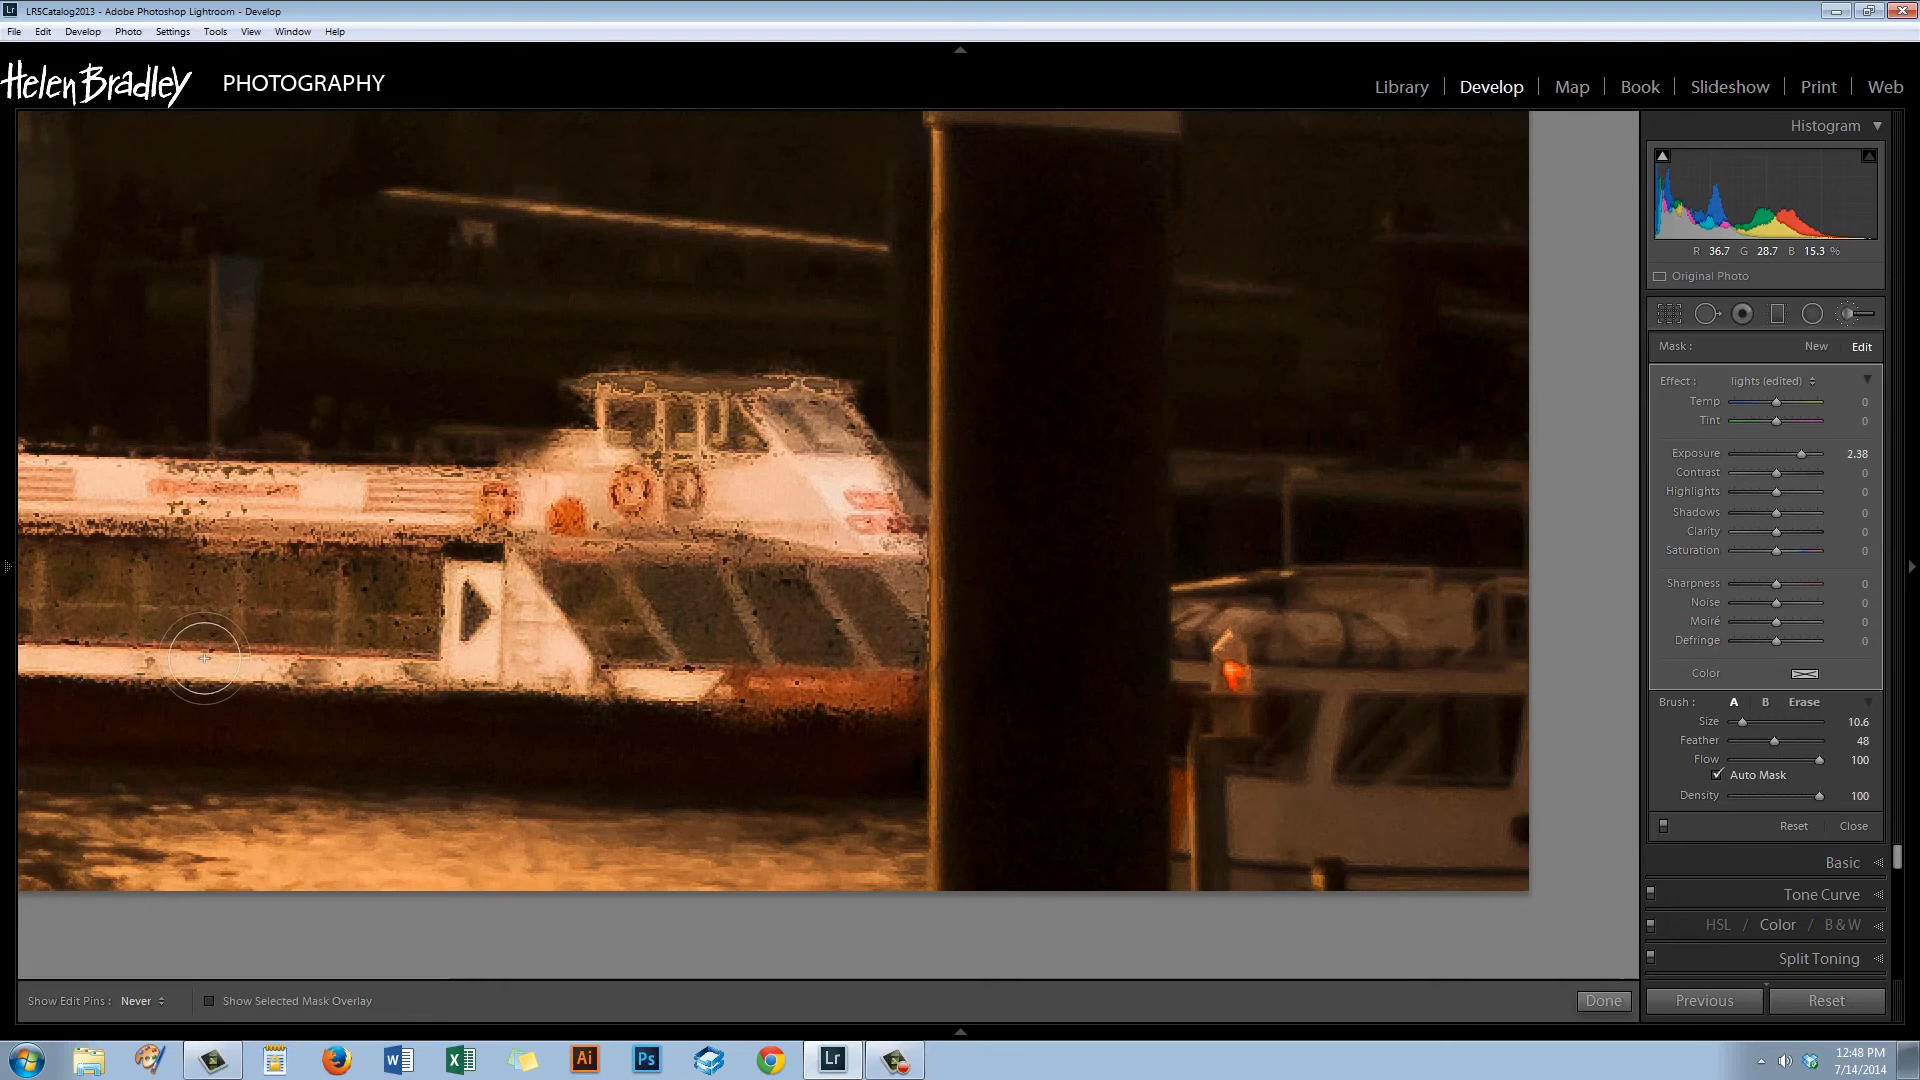 LR5Catalog2013 - Adobe Photoshop Lightroom - Develop
File Edit Develop Photo Settings Tools View Window Help
Helen Bradley PHOTOGRAPHY
Library Develop Map Book Slideshow Print Web
Histogram
R 36.7 G 28.7 B 15.3 %
Original Photo
Mask : New Edit
Effect : lights (edited)
Temp 0
Tint 0
Exposure 2.38
Contrast 0
Highlights 0
Shadows 0
Clarity 0
Saturation 0
Sharpness 0
Noise 0
Moiré 0
Defringe 0
Color
Brush : A B Erase
Size 10.6
Feather 48
Flow 100
Auto Mask
Density 100
Reset Close
Basic
Tone Curve
HSL / Color / B & W
Split Toning
Show Edit Pins : Never Show Selected Mask Overlay Done Previous Reset
Lr
W X Ai Ps Lr
12:48 PM
7/14/2014